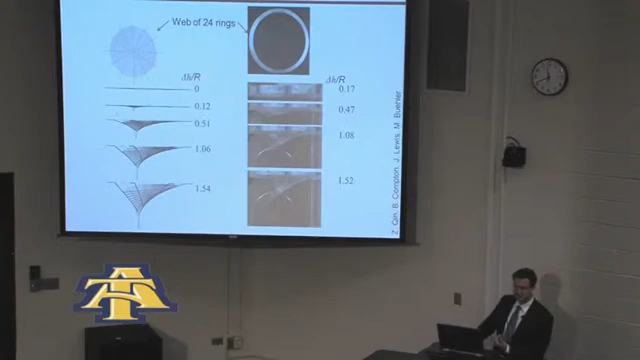 Web of 24 rings
Δh/R
0
0.12
0.51
1.06
1.54
Δh/R
0.17
0.47
1.08
1.52
Z. Qin, B. Compton, J. Lewis, M. Buehler
AT